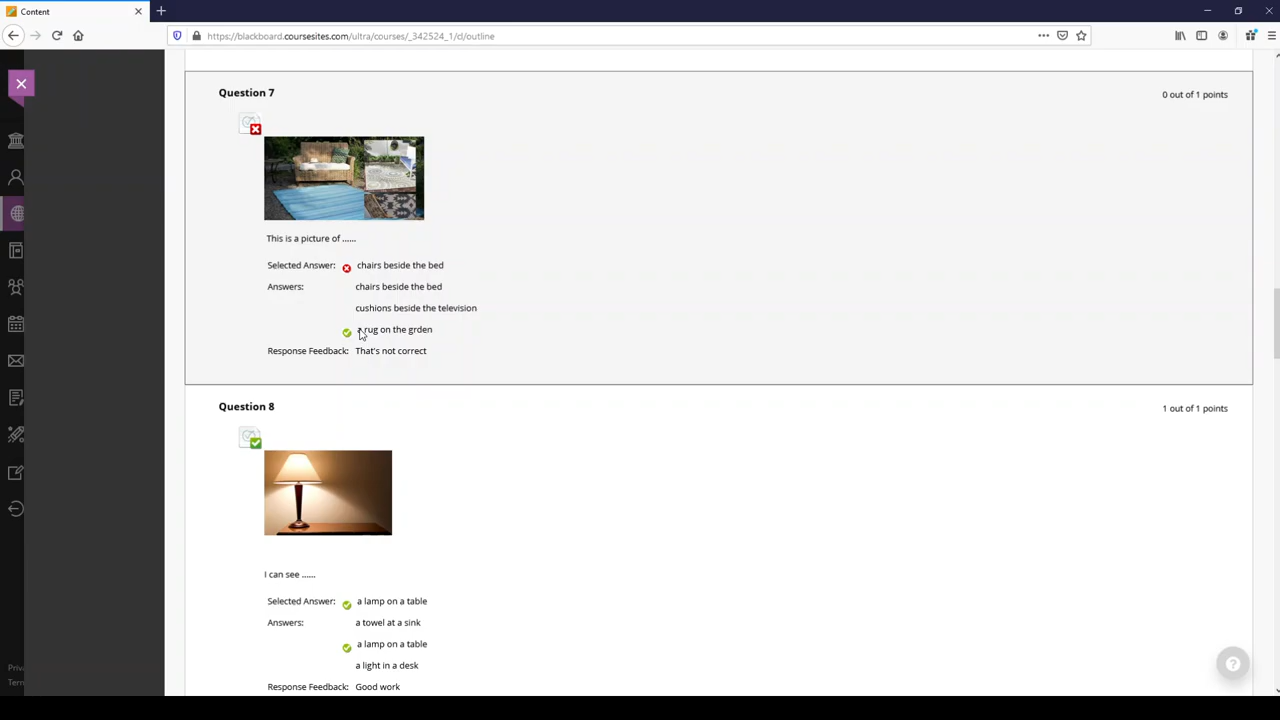 Content
https://blackboard.coursesites.com/ultra/courses/_342524_1/cl/outline
Question 7
0 out of 1 points
This is a picture of ......
Selected Answer: chairs beside the bed
Answers: chairs beside the bed
cushions beside the television
a rug on the grden
Response Feedback: That's not correct
Question 8
1 out of 1 points
I can see ......
Selected Answer: a lamp on a table
Answers: a towel at a sink
a lamp on a table
a light in a desk
Response Feedback: Good work
Priv
Term